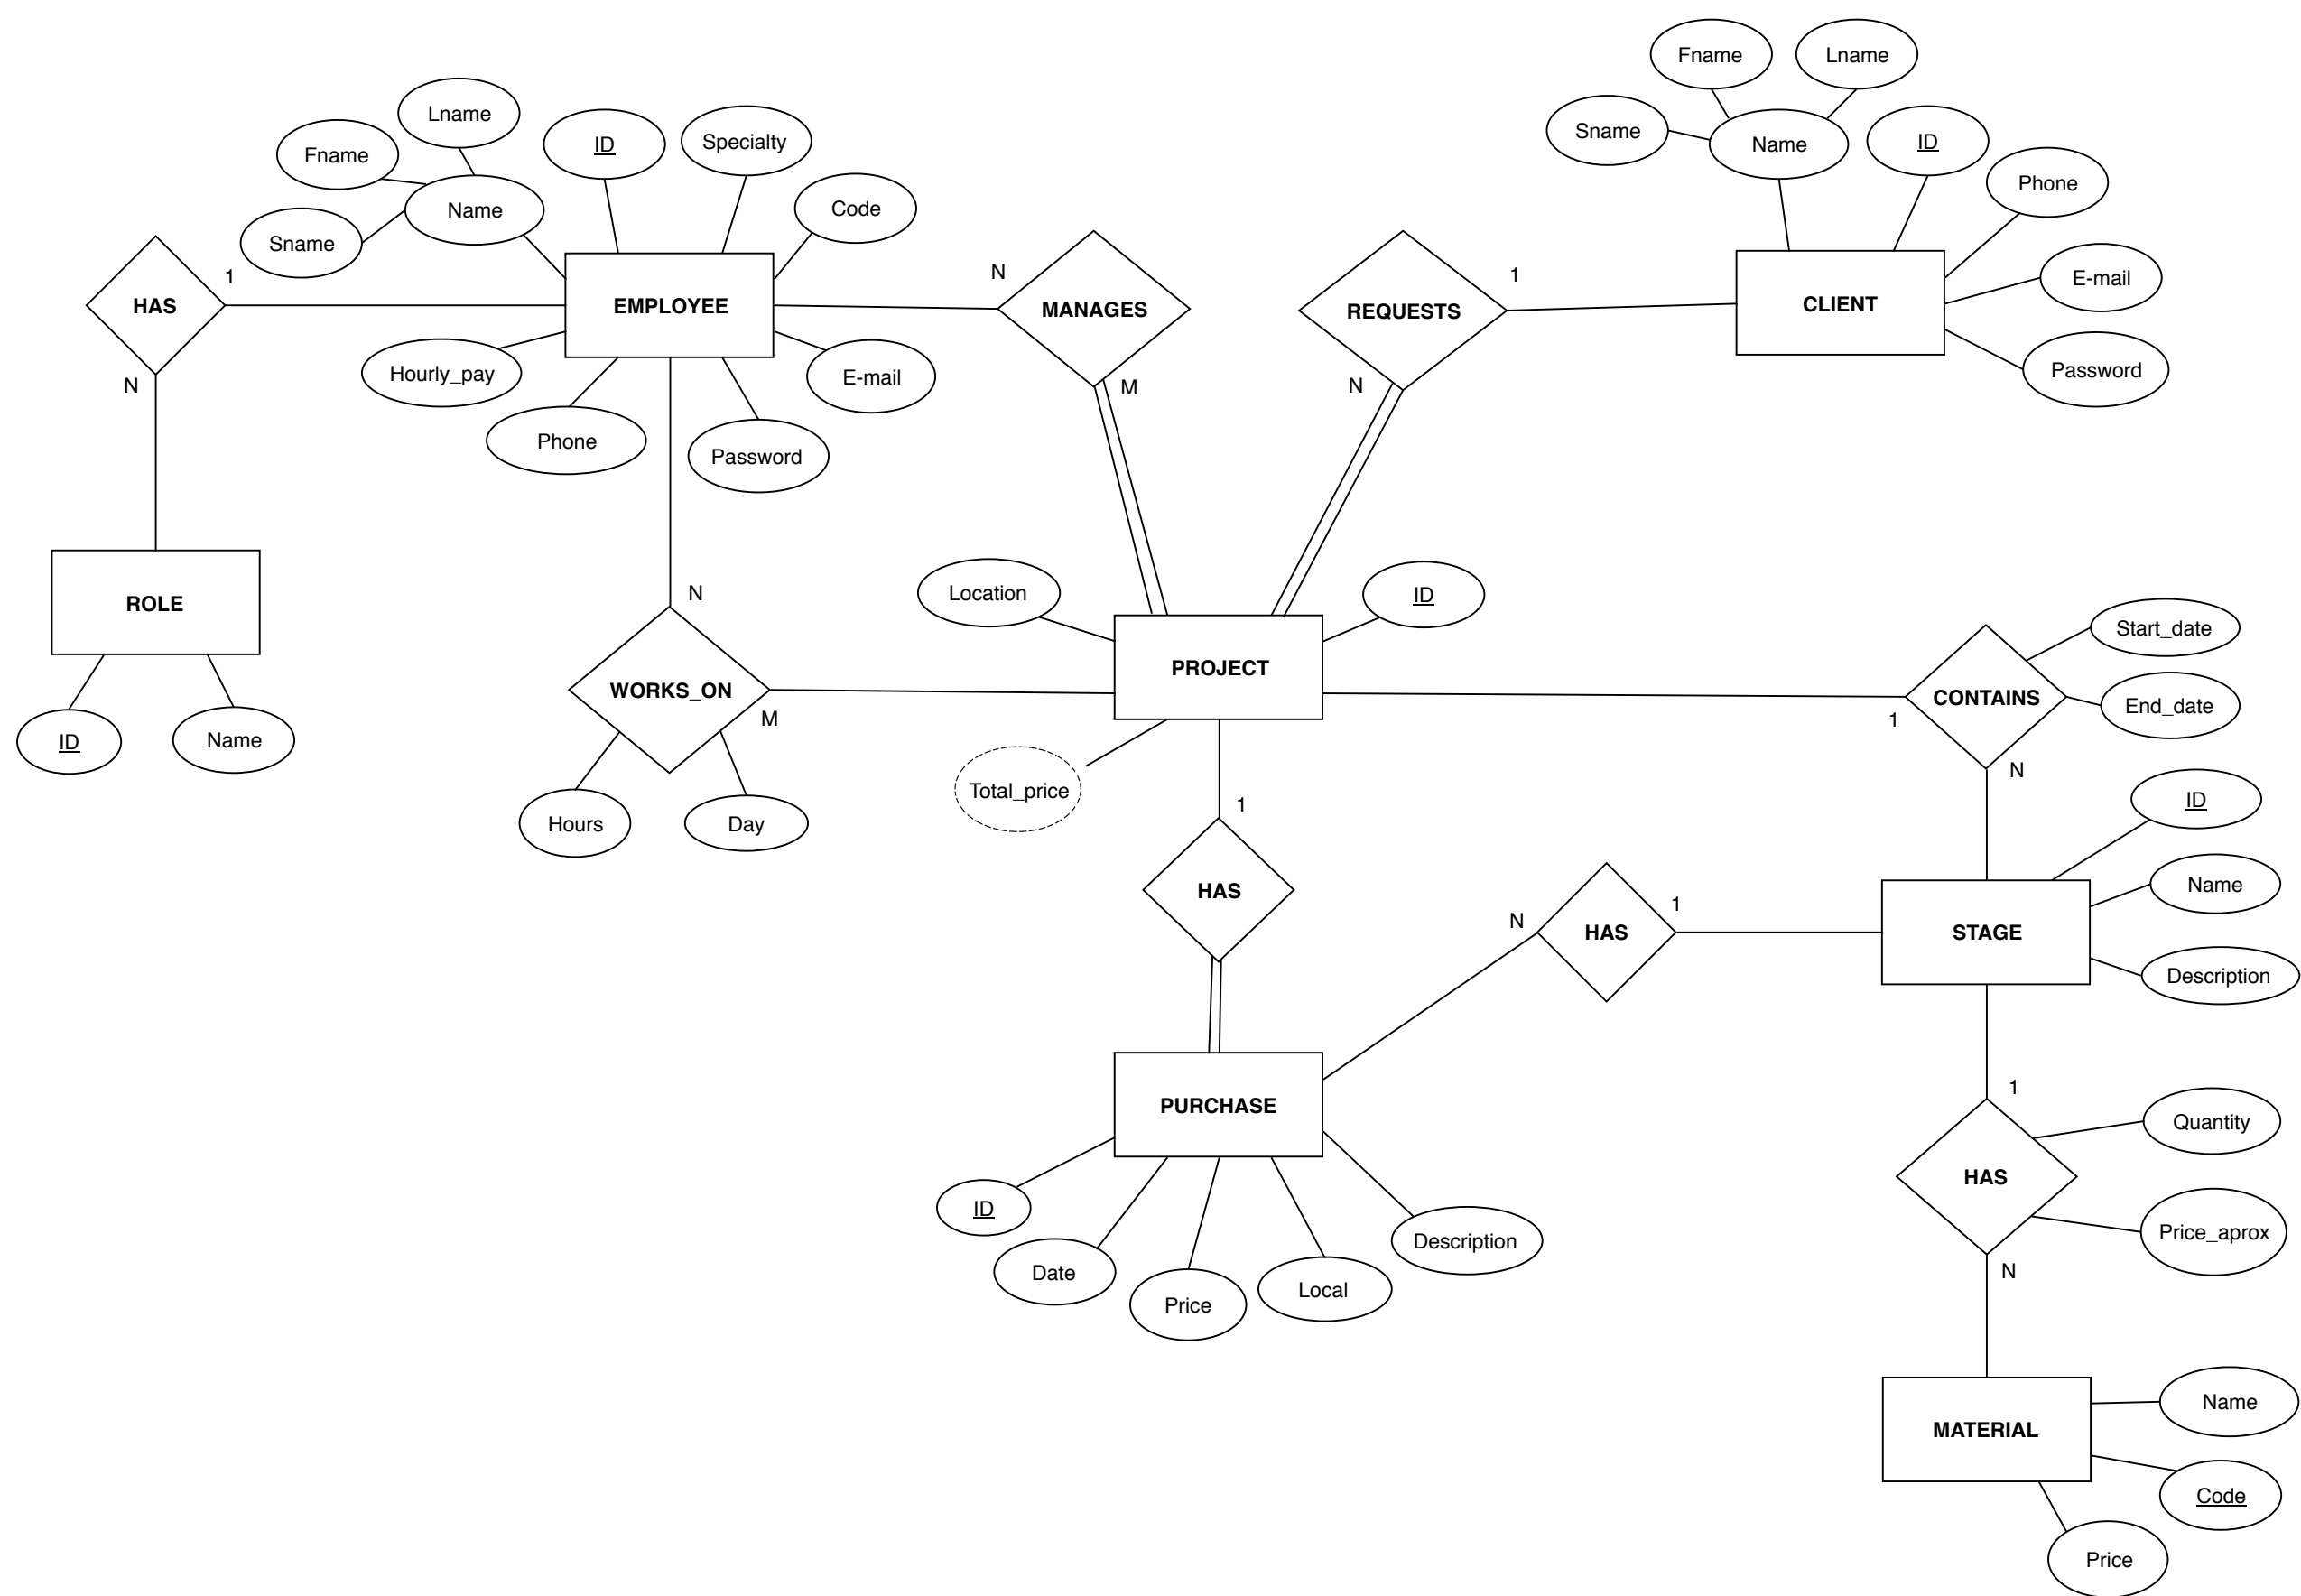 Fname
Lname
Sname
Name
ID
Phone
E-mail
Password
CLIENT
1
REQUESTS
N
Lname
Fname
Sname
Name
ID
Specialty
Code
EMPLOYEE
Hourly_pay
Phone
Password
E-mail
N
MANAGES
M
1
HAS
N
ROLE
ID
Name
N
WORKS_ON
M
Hours
Day
Location
ID
PROJECT
Total_price
1
HAS
Start_date
End_date
CONTAINS
1
N
ID
Name
Description
STAGE
1
HAS
N
PURCHASE
ID
Date
Price
Local
Description
1
HAS
N
Quantity
Price_aprox
MATERIAL
Name
Code
Price